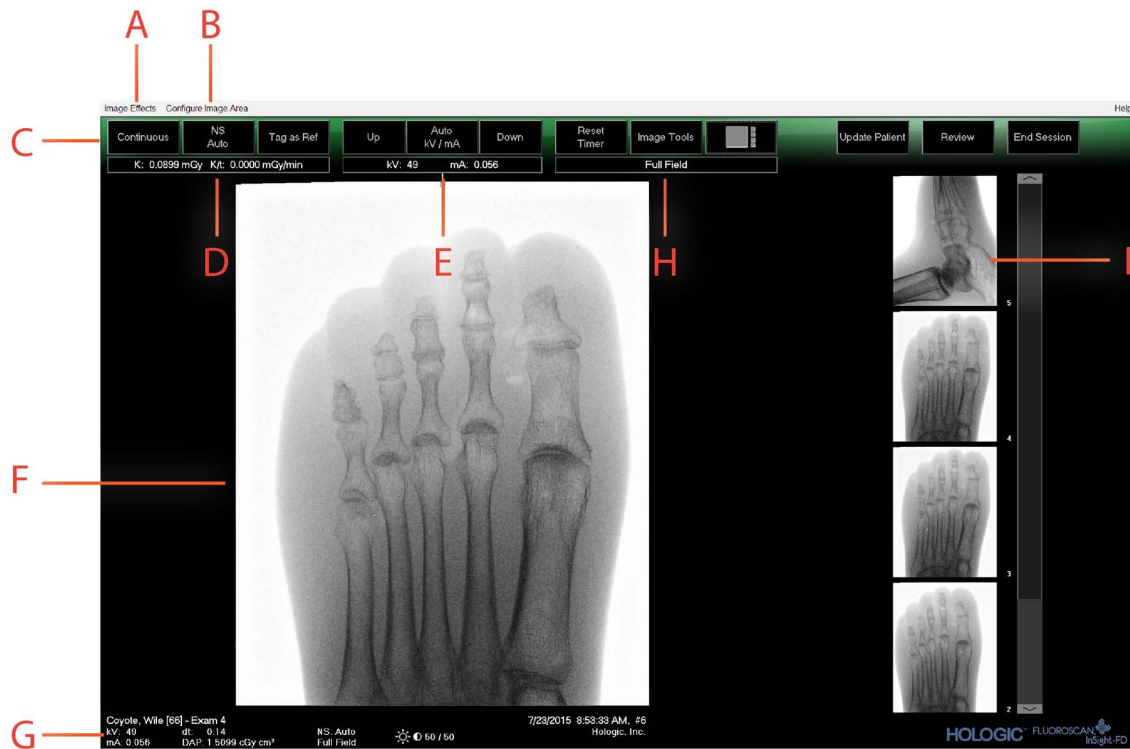 A
B
Image Effects Configure Image Area
C
Continuous
NS
Auto
Tag as Ref
Up
Auto
kV / mA
Down
Reset
Timer
Image Tools
Update Patient
Review
End Session
K: 0.0899 mGy K/t: 0.0000 mGy/min
kV: 49 mA: 0.056
Full Field
D
E
H
5
4
F
3
2
Coyote, Wile [66] - Exam 4
7/23/2015 8:53:33 AM, #6
G
kV: 49 dt: 0:14 NS: Auto 50 / 50 Hologic, Inc.
mA: 0.056 DAP: 1.5099 cGy cm² Full Field
HOLOGIC™ FLUOROSCAN
InSight-FD